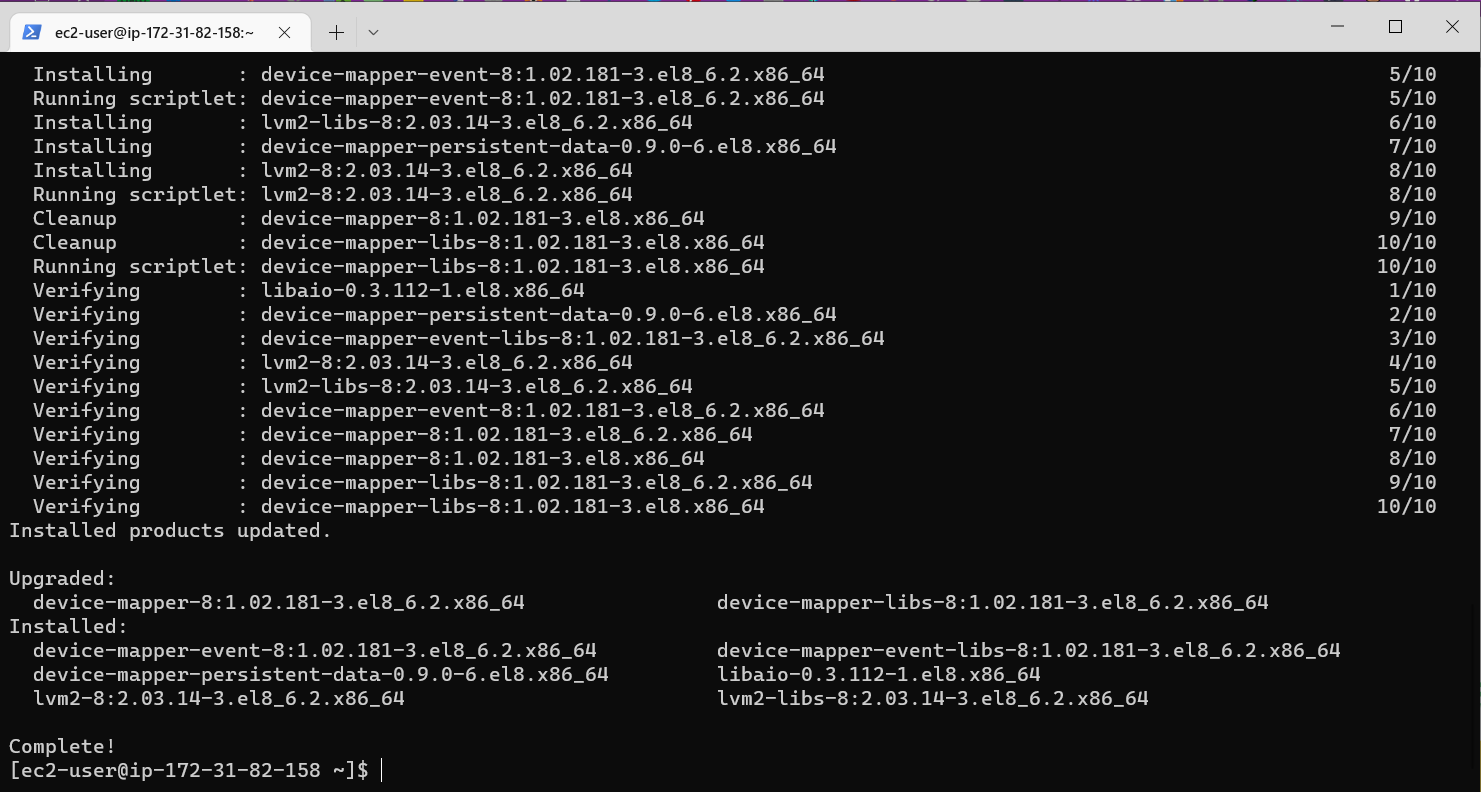 ec2-user@ip-172-31-82-158:~
Installing : device-mapper-event-8:1.02.181-3.el8_6.2.x86_64 5/10
Running scriptlet: device-mapper-event-8:1.02.181-3.el8_6.2.x86_64 5/10
Installing : lvm2-libs-8:2.03.14-3.el8_6.2.x86_64 6/10
Installing : device-mapper-persistent-data-0.9.0-6.el8.x86_64 7/10
Installing : lvm2-8:2.03.14-3.el8_6.2.x86_64 8/10
Running scriptlet: lvm2-8:2.03.14-3.el8_6.2.x86_64 8/10
Cleanup : device-mapper-8:1.02.181-3.el8.x86_64 9/10
Cleanup : device-mapper-libs-8:1.02.181-3.el8.x86_64 10/10
Running scriptlet: device-mapper-libs-8:1.02.181-3.el8.x86_64 10/10
Verifying : libaio-0.3.112-1.el8.x86_64 1/10
Verifying : device-mapper-persistent-data-0.9.0-6.el8.x86_64 2/10
Verifying : device-mapper-event-libs-8:1.02.181-3.el8_6.2.x86_64 3/10
Verifying : lvm2-8:2.03.14-3.el8_6.2.x86_64 4/10
Verifying : lvm2-libs-8:2.03.14-3.el8_6.2.x86_64 5/10
Verifying : device-mapper-event-8:1.02.181-3.el8_6.2.x86_64 6/10
Verifying : device-mapper-8:1.02.181-3.el8_6.2.x86_64 7/10
Verifying : device-mapper-8:1.02.181-3.el8.x86_64 8/10
Verifying : device-mapper-libs-8:1.02.181-3.el8_6.2.x86_64 9/10
Verifying : device-mapper-libs-8:1.02.181-3.el8.x86_64 10/10
Installed products updated.
Upgraded:
device-mapper-8:1.02.181-3.el8_6.2.x86_64 device-mapper-libs-8:1.02.181-3.el8_6.2.x86_64
Installed:
device-mapper-event-8:1.02.181-3.el8_6.2.x86_64 device-mapper-event-libs-8:1.02.181-3.el8_6.2.x86_64
device-mapper-persistent-data-0.9.0-6.el8.x86_64 libaio-0.3.112-1.el8.x86_64
lvm2-8:2.03.14-3.el8_6.2.x86_64 lvm2-libs-8:2.03.14-3.el8_6.2.x86_64
Complete!
[ec2-user@ip-172-31-82-158 ~]$